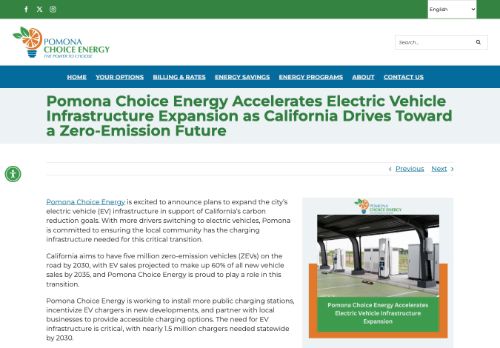 English
POMONA
CHOICE ENERGY
THE POWER TO CHOOSE
Search...
HOME YOUR OPTIONS BILLING & RATES ENERGY SAVINGS ENERGY PROGRAMS ABOUT CONTACT US
Pomona Choice Energy Accelerates Electric Vehicle
Infrastructure Expansion as California Drives Toward
a Zero-Emission Future
Previous Next
Pomona Choice Energy is excited to announce plans to expand the city's
electric vehicle (EV) infrastructure in support of California's carbon
reduction goals. With more drivers switching to electric vehicles, Pomona
is committed to ensuring the local community has the charging
infrastructure needed for this critical transition.
California aims to have five million zero-emission vehicles (ZEVs) on the
road by 2030, with EV sales projected to make up 60% of all new vehicle
sales by 2035, and Pomona Choice Energy is proud to play a role in this
transition.
Pomona Choice Energy is working to install more public charging stations,
incentivize EV chargers in new developments, and partner with local
businesses to provide accessible charging options. The need for EV
infrastructure is critical, with nearly 1.5 million chargers needed statewide
by 2030.
POMONA
CHOICE ENERGY
Pomona Choice Energy Accelerates
Electric Vehicle Infrastructure
Expansion